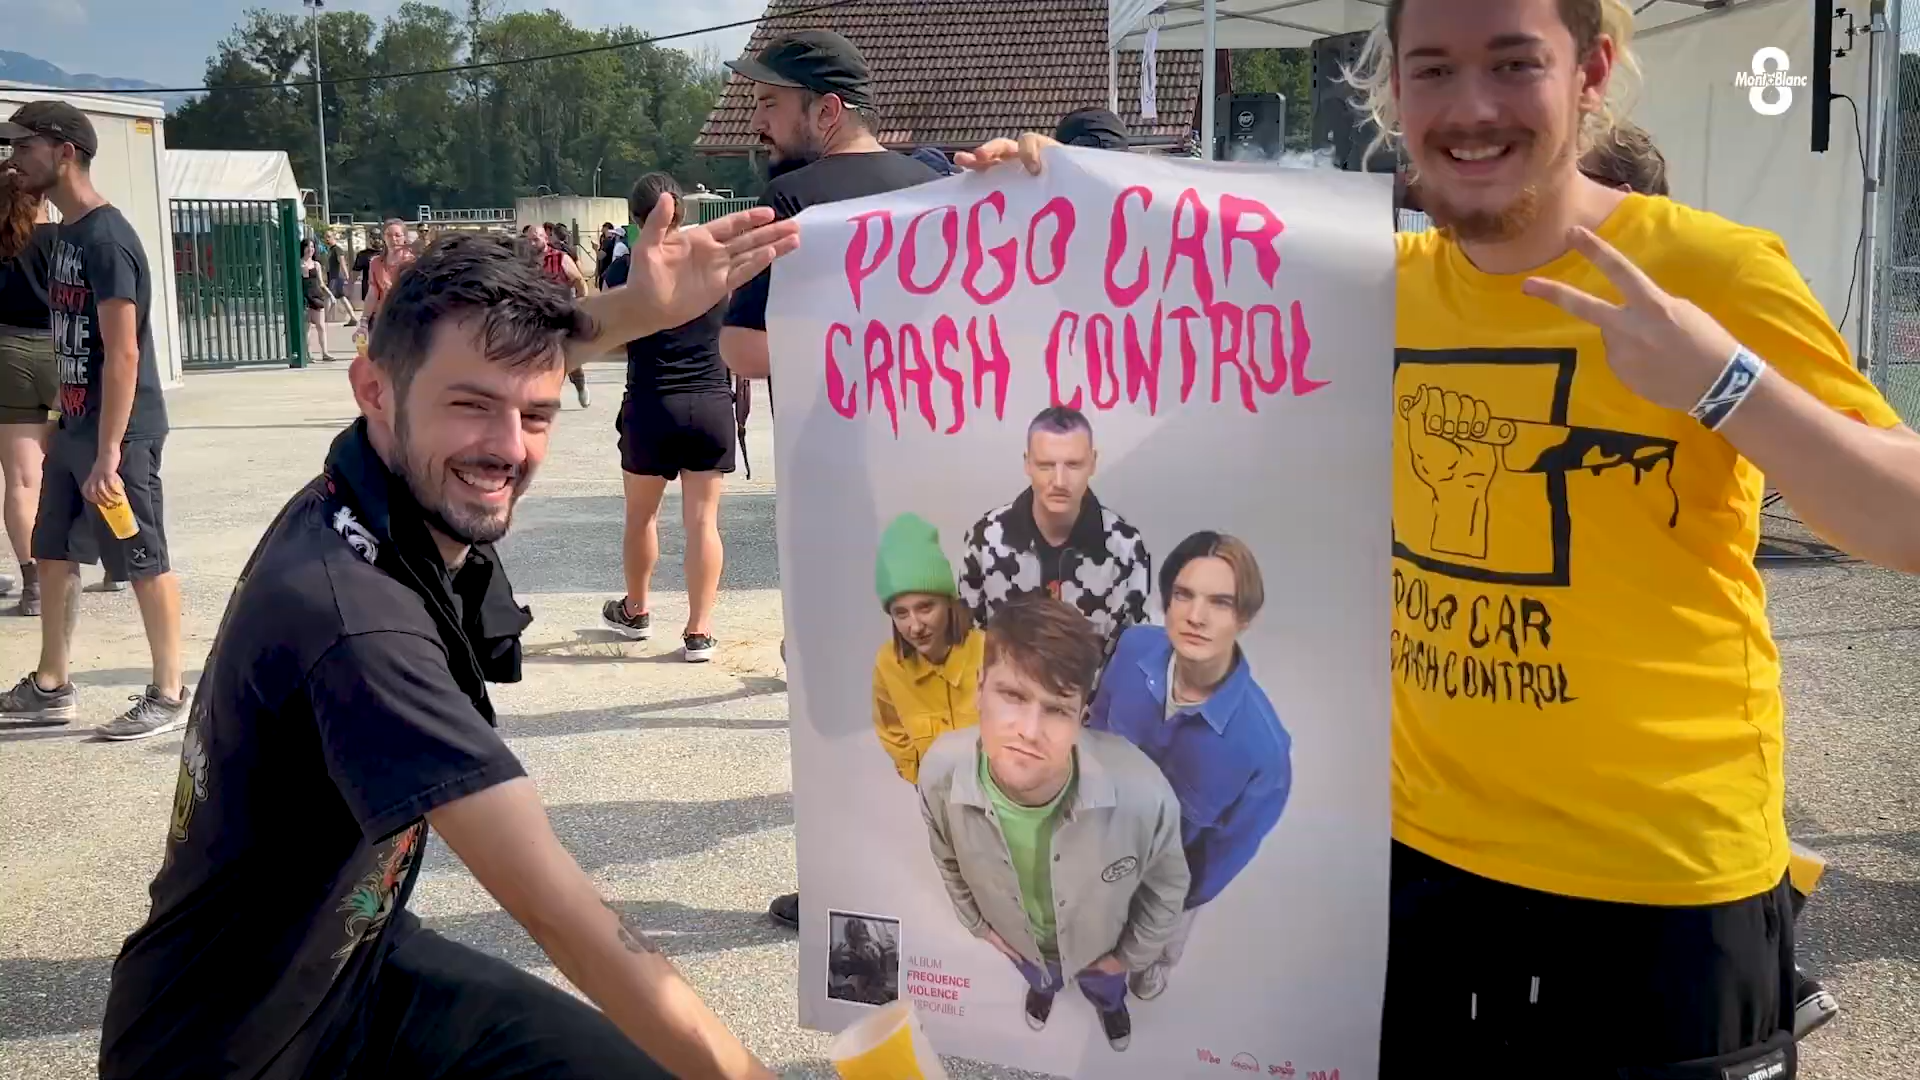 8
Mont Blanc
POGO CAR
CRASH CONTROL
POGO CAR
CRASH CONTROL
ALBUM
FREQUENCE
VIOLENCE
DISPONIBLE